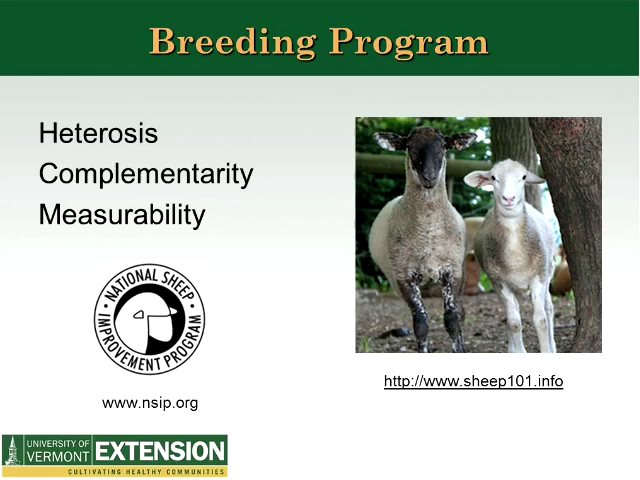 Breeding Program
Heterosis
Complementarity
Measurability
NATIONAL SHEEP
IMPROVEMENT PROGRAM
www.nsip.org
http://www.sheep101.info
UNIVERSITY OF
VERMONT
EXTENSION
CULTIVATING HEALTHY COMMUNITIES